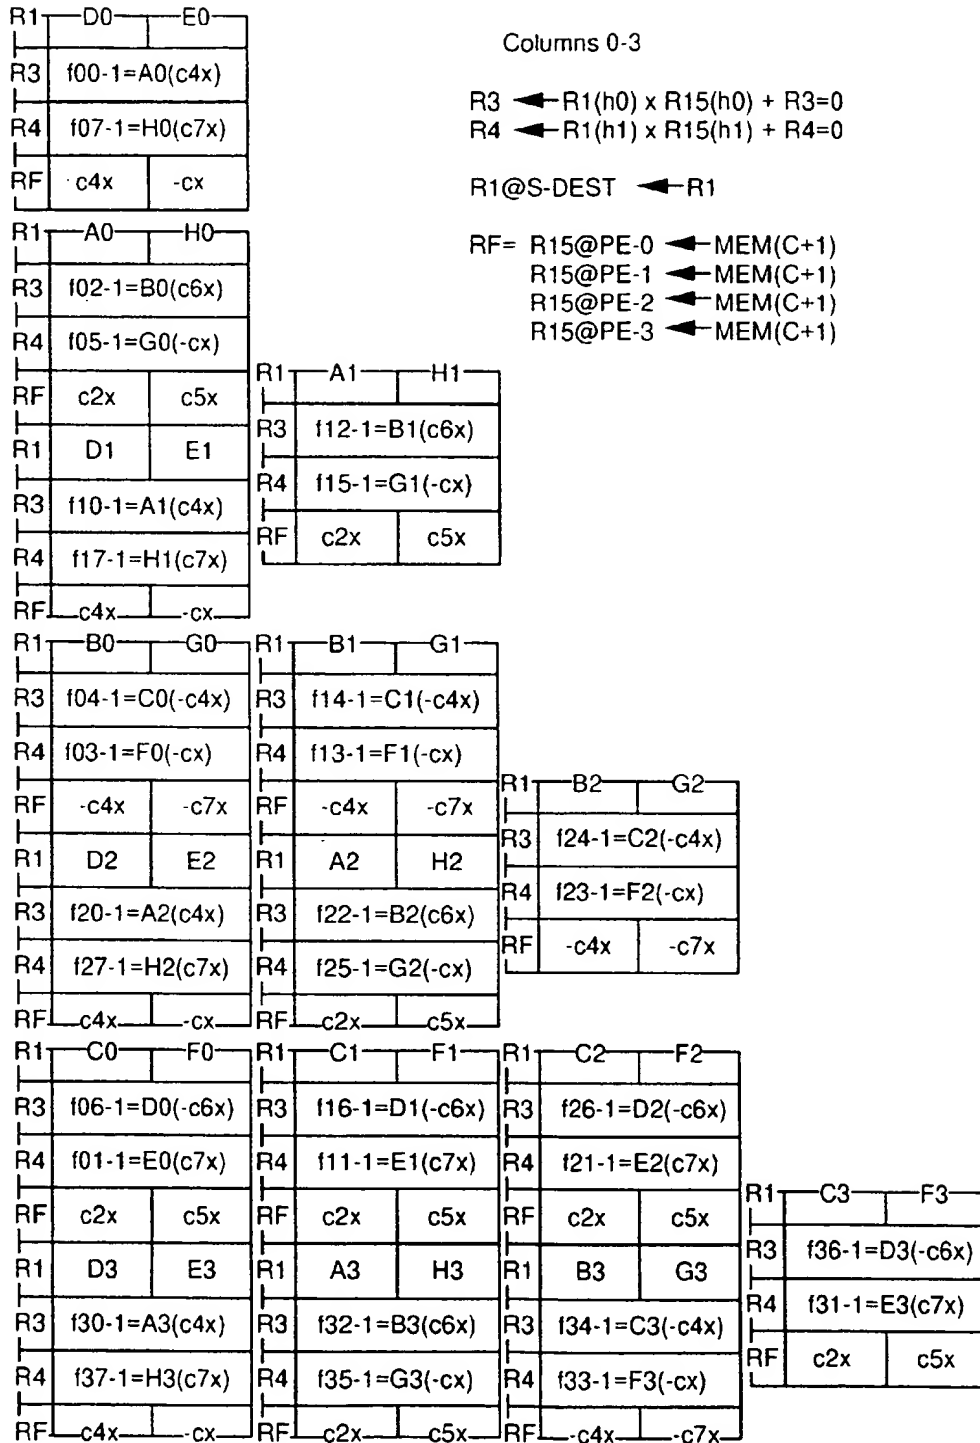 Columns 0-3
R3 ← R1(h0) x R15(h0) + R3=0
R4 ← R1(h1) x R15(h1) + R4=0
R1@S-DEST ← R1
RF= R15@PE-0 ← MEM(C+1)
R15@PE-1 ← MEM(C+1)
R15@PE-2 ← MEM(C+1)
R15@PE-3 ← MEM(C+1)
R1 D0 E0
R3 f00-1=A0(c4x)
R4 f07-1=H0(c7x)
RF c4x -cx
R1 A0 H0
R3 f02-1=B0(c6x)
R4 f05-1=G0(-cx)
RF c2x c5x
R1 D1 E1
R3 f10-1=A1(c4x)
R4 f17-1=H1(c7x)
RF c4x -cx
R1 A1 H1
R3 f12-1=B1(c6x)
R4 f15-1=G1(-cx)
RF c2x c5x
R1 B0 G0
R3 f04-1=C0(-c4x)
R4 f03-1=F0(-cx)
RF -c4x -c7x
R1 D2 E2
R3 f20-1=A2(c4x)
R4 f27-1=H2(c7x)
RF c4x -cx
R1 B1 G1
R3 f14-1=C1(-c4x)
R4 f13-1=F1(-cx)
RF -c4x -c7x
R1 A2 H2
R3 f22-1=B2(c6x)
R4 f25-1=G2(-cx)
RF c2x c5x
R1 B2 G2
R3 f24-1=C2(-c4x)
R4 f23-1=F2(-cx)
RF -c4x -c7x
R1 C0 F0
R3 f06-1=D0(-c6x)
R4 f01-1=E0(c7x)
RF c2x c5x
R1 D3 E3
R3 f30-1=A3(c4x)
R4 f37-1=H3(c7x)
RF c4x -cx
R1 C1 F1
R3 f16-1=D1(-c6x)
R4 f11-1=E1(c7x)
RF c2x c5x
R1 A3 H3
R3 f32-1=B3(c6x)
R4 f35-1=G3(-cx)
RF c2x c5x
R1 C2 F2
R3 f26-1=D2(-c6x)
R4 f21-1=E2(c7x)
RF c2x c5x
R1 B3 G3
R3 f34-1=C3(-c4x)
R4 f33-1=F3(-cx)
RF -c4x -c7x
R1 C3 F3
R3 f36-1=D3(-c6x)
R4 f31-1=E3(c7x)
RF c2x c5x